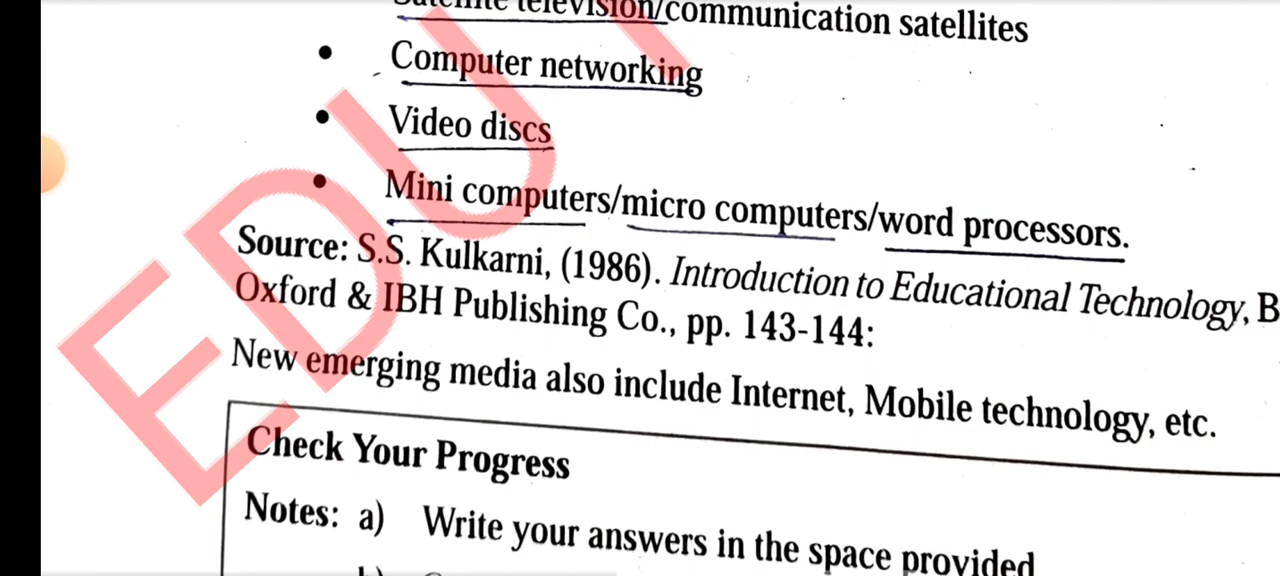 Satellite television/communication satellites
• Computer networking
• Video discs
• Mini computers/micro computers/word processors.
Source: S.S. Kulkarni, (1986). Introduction to Educational Technology, B
Oxford & IBH Publishing Co., pp. 143-144:
New emerging media also include Internet, Mobile technology, etc.
Check Your Progress
Notes: a) Write your answers in the space provided
EDU